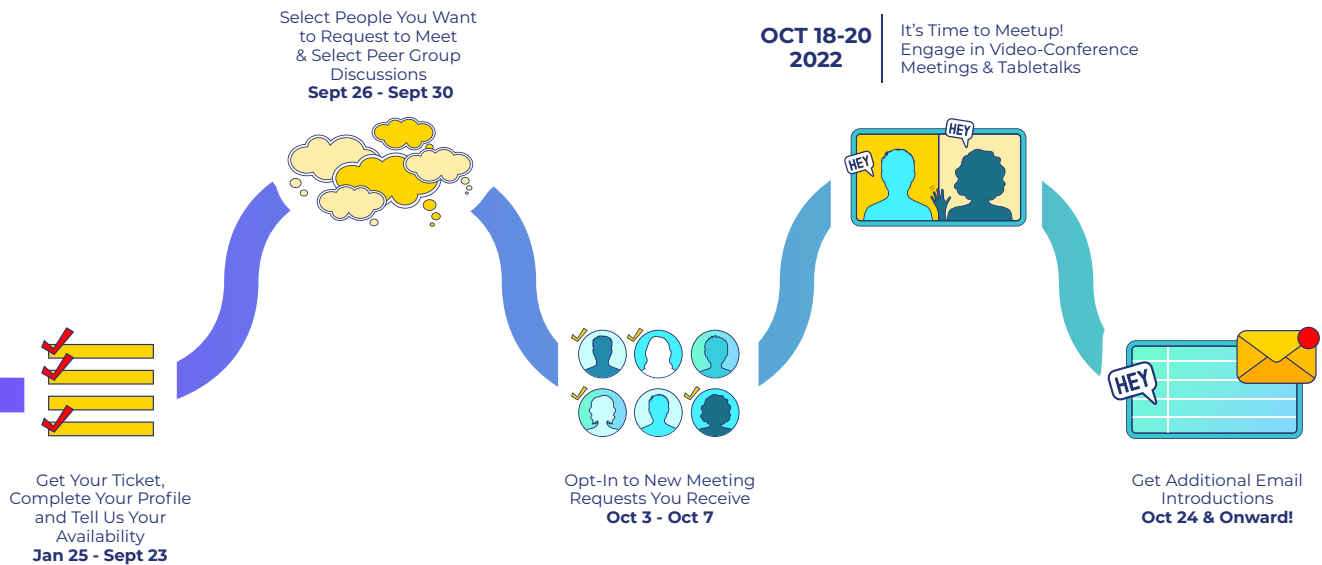 Select People You Want
to Request to Meet
& Select Peer Group
Discussions
Sept 26 - Sept 30
OCT 18-20
2022
It’s Time to Meetup!
Engage in Video-Conference
Meetings & Tabletalks
HEY
HEY
HEY
Get Your Ticket,
Complete Your Profile
and Tell Us Your
Availability
Jan 25 - Sept 23
Opt-In to New Meeting
Requests You Receive
Oct 3 - Oct 7
Get Additional Email
Introductions
Oct 24 & Onward!